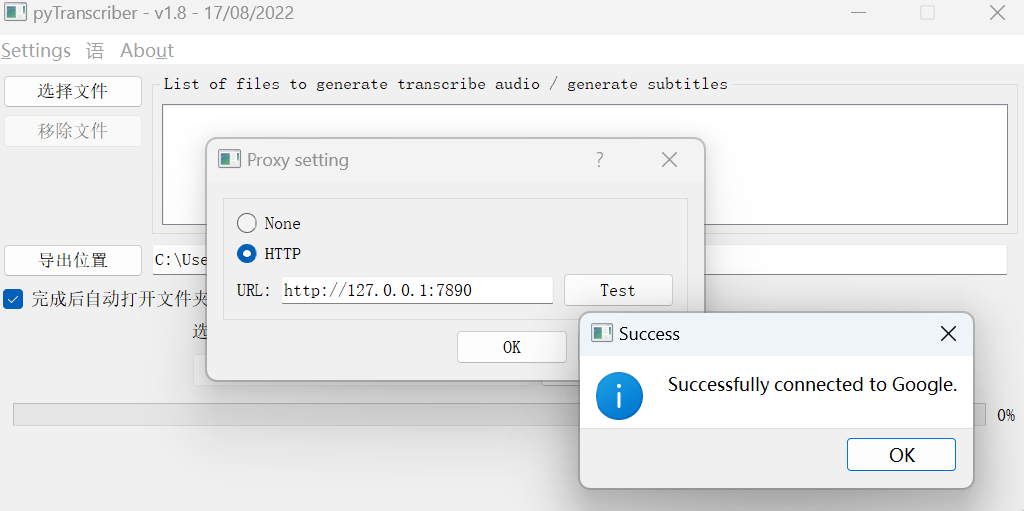 pyTranscriber - v1.8 - 17/08/2022
Settings 语 About
选择文件
List of files to generate transcribe audio / generate subtitles
移除文件
Proxy setting
?
None
HTTP
导出位置
C:\Use
URL: http://127.0.0.1:7890
Test
完成后自动打开文件夹
选
OK
Success
Successfully connected to Google.
0%
OK